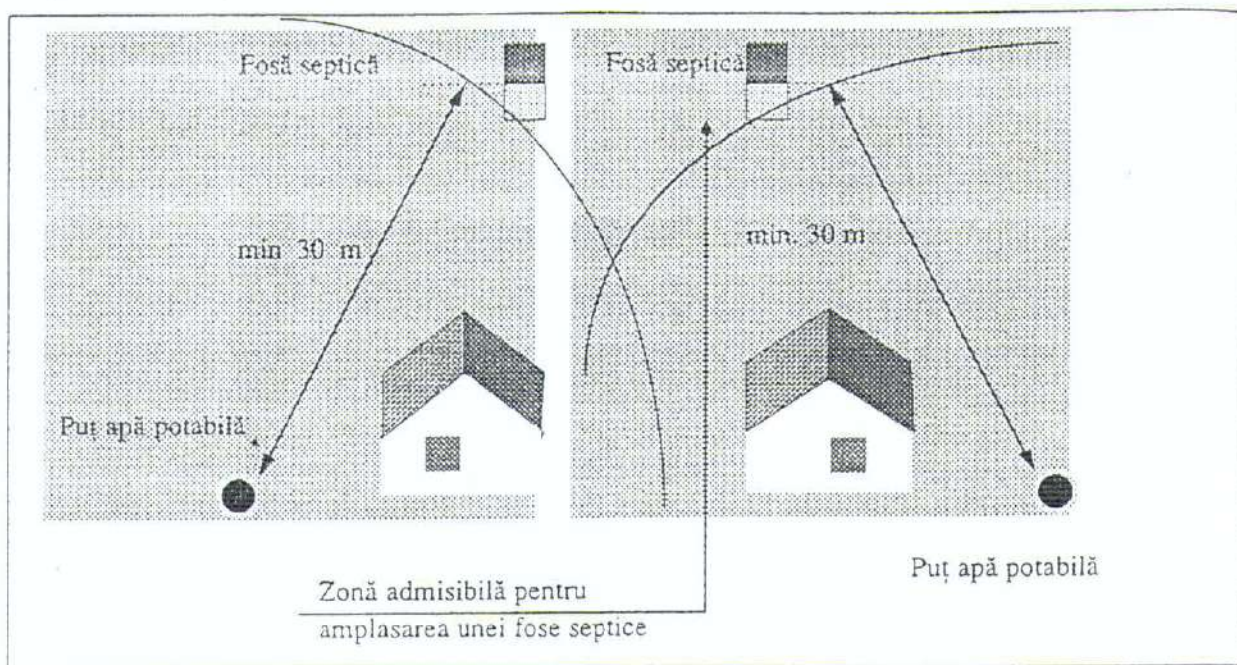 Fosă septică
Fosă septică
min 30 m
min. 30 m
Puț apă potabilă
Puț apă potabilă
Zonă admisibilă pentru
amplasarea unei fose septice